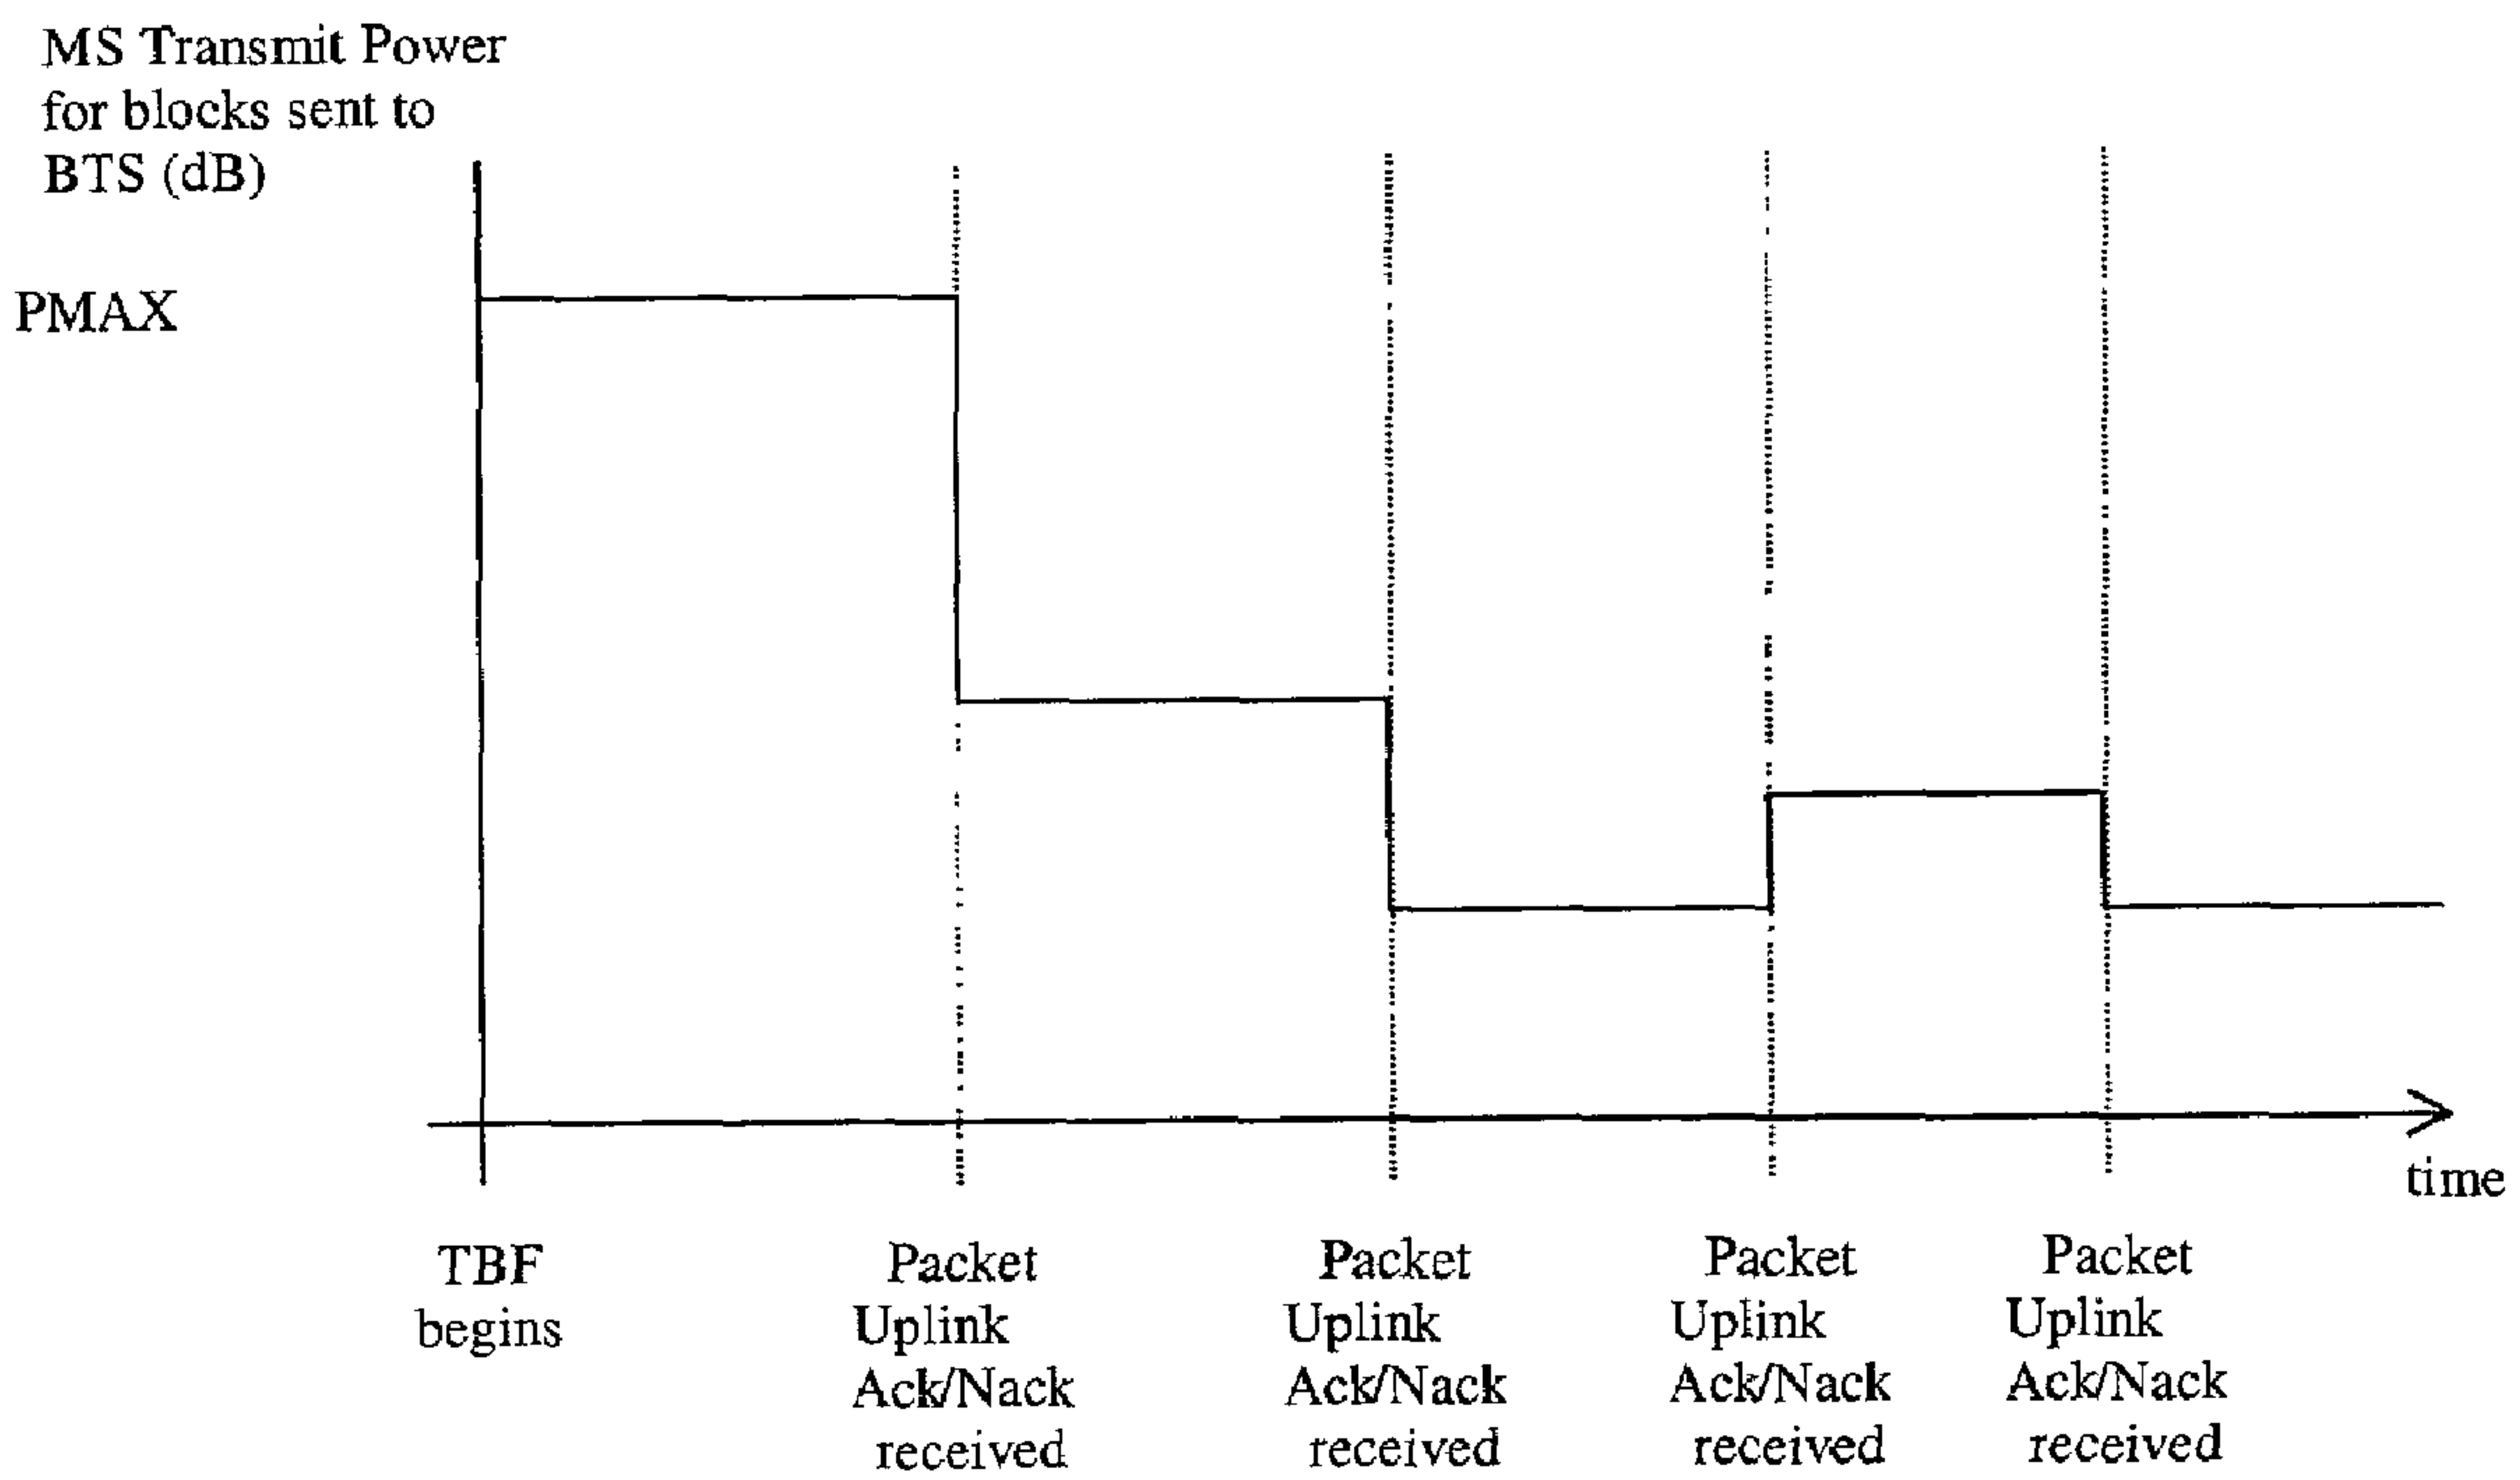 MS Transmit Power
for blocks sent to
BTS (dB)
PMAX
time
TBF
begins
Packet
Uplink
Ack/Nack
received
Packet
Uplink
Ack/Nack
received
Packet
Uplink
Ack/Nack
received
Packet
Uplink
Ack/Nack
received